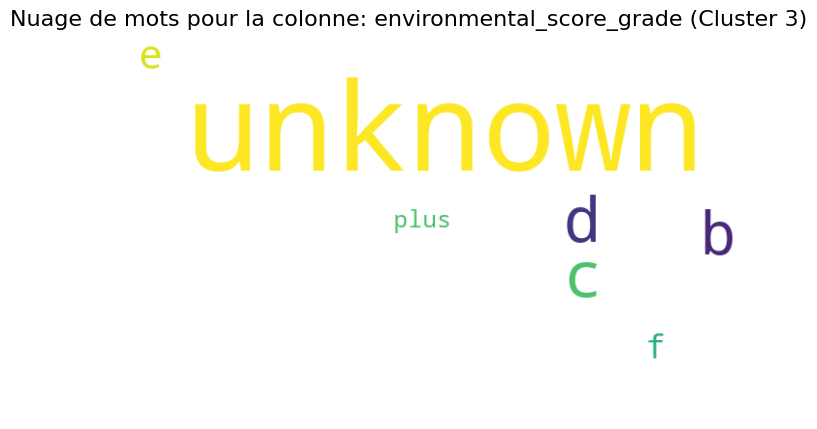 Nuage de mots pour la colonne: environmental_score_grade (Cluster 3)
e
unknown
plus
d
b
c
f